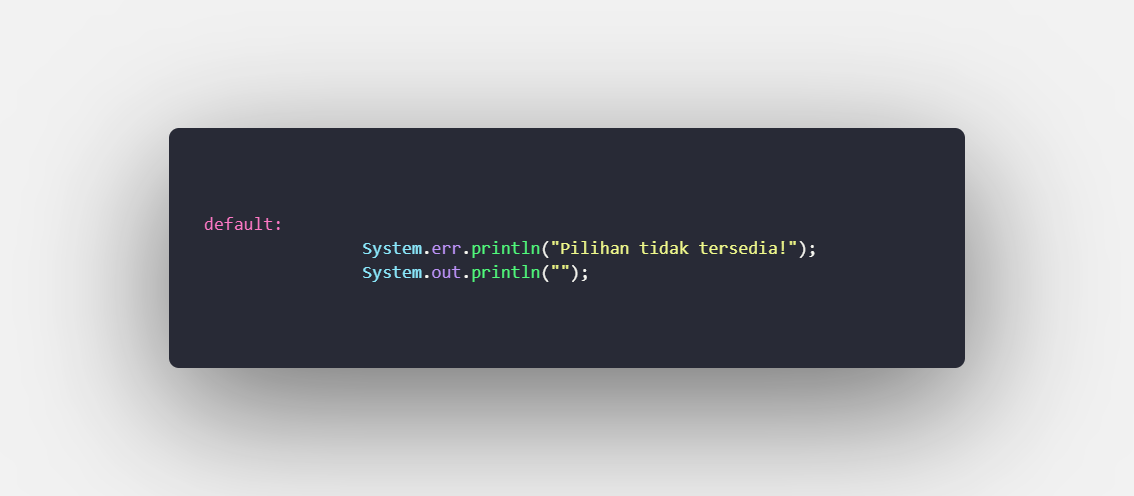 default:
System.err.println("Pilihan tidak tersedia!");
System.out.println("");